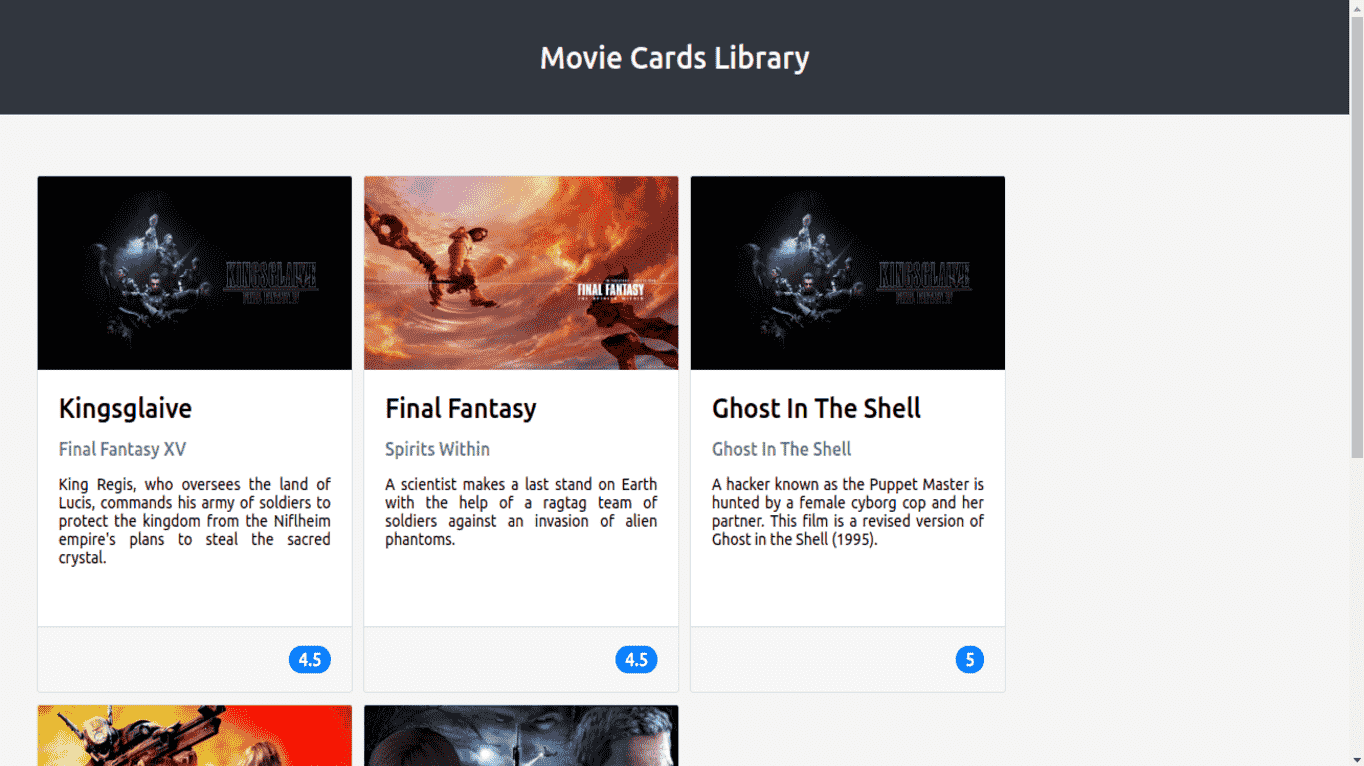 Movie Cards Library
KINGSGLAIVE
FINAL FANTASY XV
FINAL FANTASY
THE SPIRITS WITHIN
KINGSGLAIVE
FINAL FANTASY XV
Kingsglaive
Final Fantasy XV
King Regis, who oversees the land of
Lucis, commands his army of soldiers to
protect the kingdom from the Niflheim
empire's plans to steal the sacred
crystal.
4.5
Final Fantasy
Spirits Within
A scientist makes a last stand on Earth
with the help of a ragtag team of
soldiers against an invasion of alien
phantoms.
4.5
Ghost In The Shell
Ghost In The Shell
A hacker known as the Puppet Master is
hunted by a female cyborg cop and her
partner. This film is a revised version of
Ghost in the Shell (1995).
5